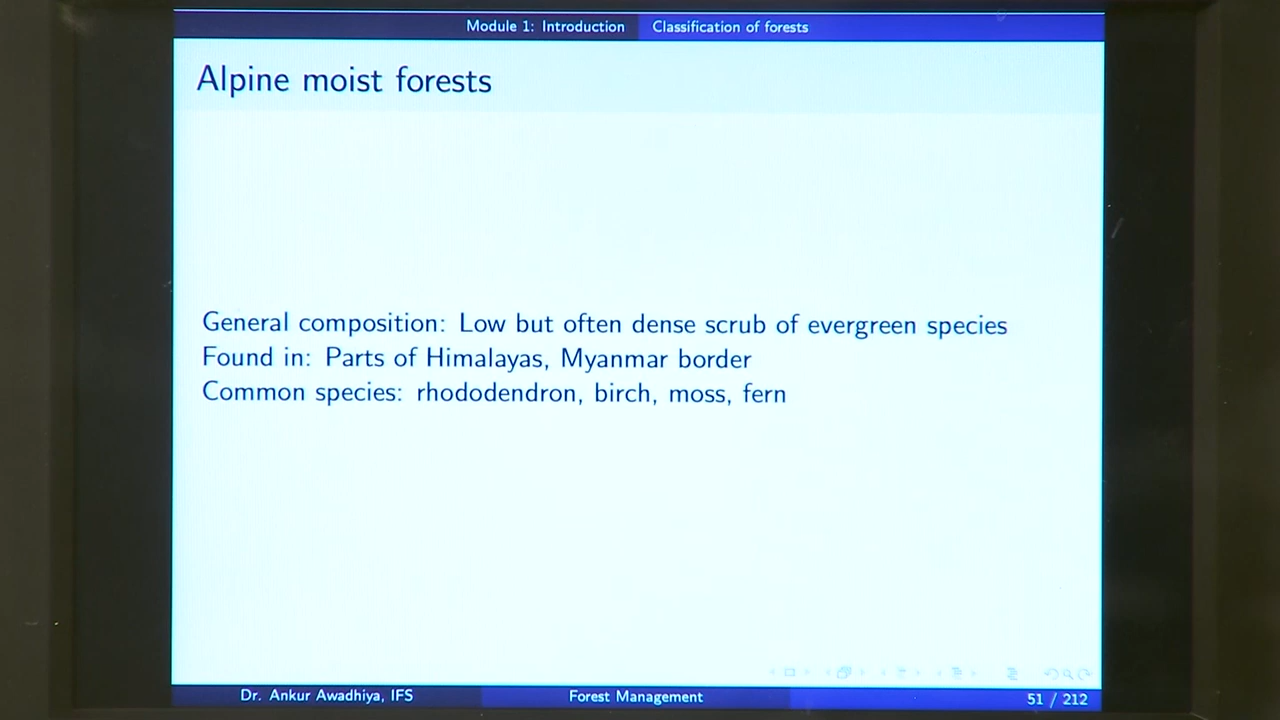 Module 1: Introduction Classification of forests
Alpine moist forests
General composition: Low but often dense scrub of evergreen species
Found in: Parts of Himalayas, Myanmar border
Common species: rhododendron, birch, moss, fern
Dr. Ankur Awadhiya, IFS Forest Management 51 / 212